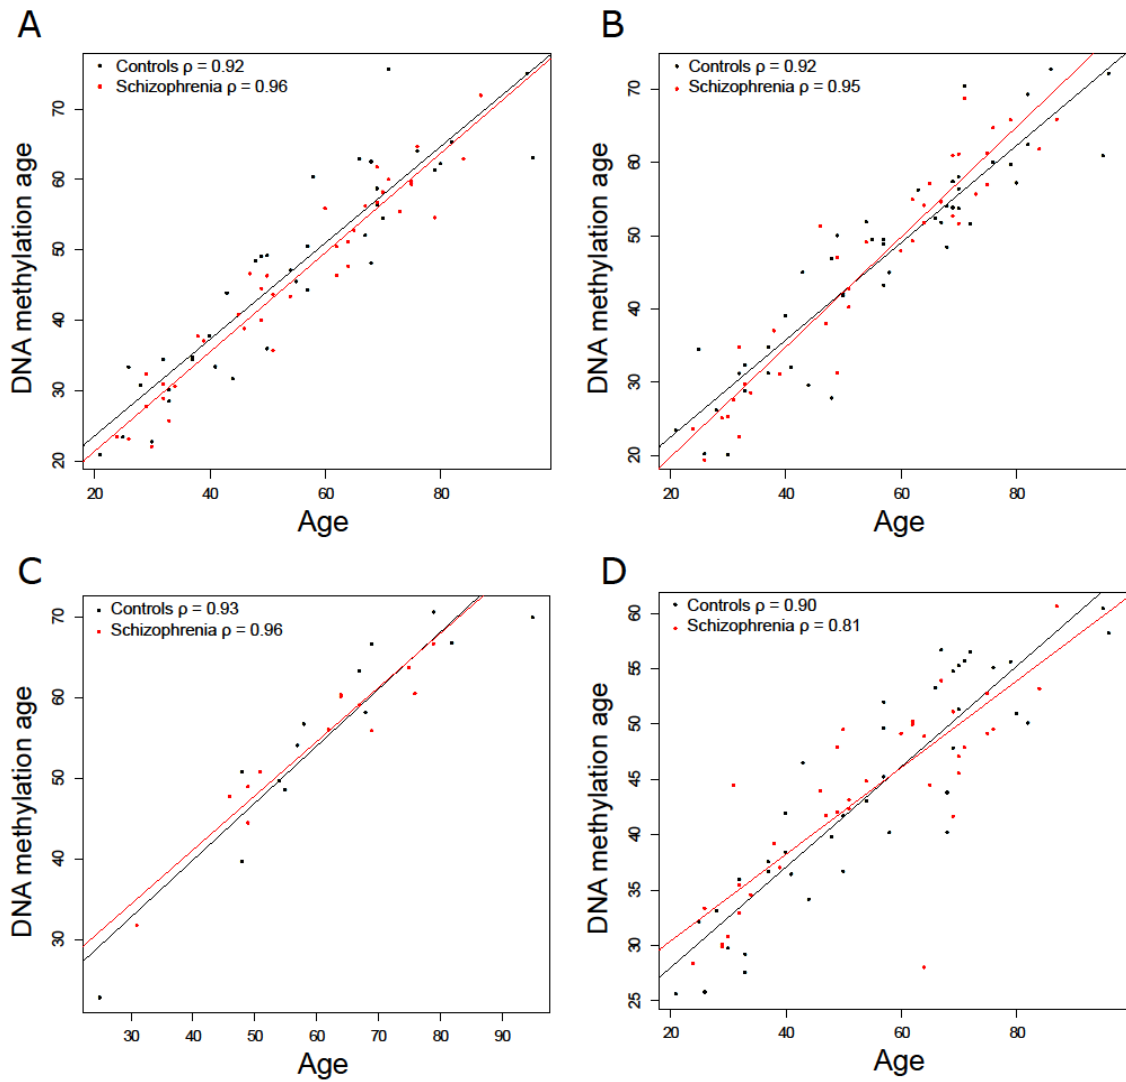 A
Controls ρ = 0.92
Schizophrenia ρ = 0.96
DNA methylation age
20 30 40 50 60 70
20 40 60 80
Age
B
Controls ρ = 0.92
Schizophrenia ρ = 0.95
DNA methylation age
20 30 40 50 60 70
20 40 60 80
Age
C
Controls ρ = 0.93
Schizophrenia ρ = 0.96
DNA methylation age
30 40 50 60 70
30 40 50 60 70 80 90
Age
D
Controls ρ = 0.90
Schizophrenia ρ = 0.81
DNA methylation age
25 30 35 40 45 50 55 60
20 40 60 80
Age